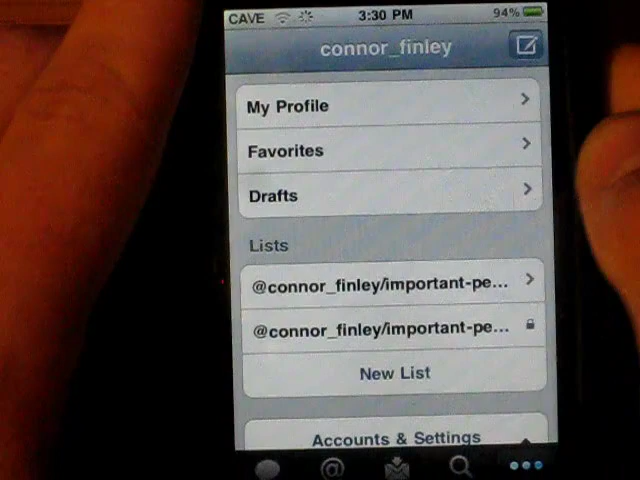 CAVE 3:30 PM 94%
connor_finley
My Profile
Favorites
Drafts
Lists
@connor_finley/important-pe...
@connor_finley/important-pe...
New List
Accounts & Settings
@